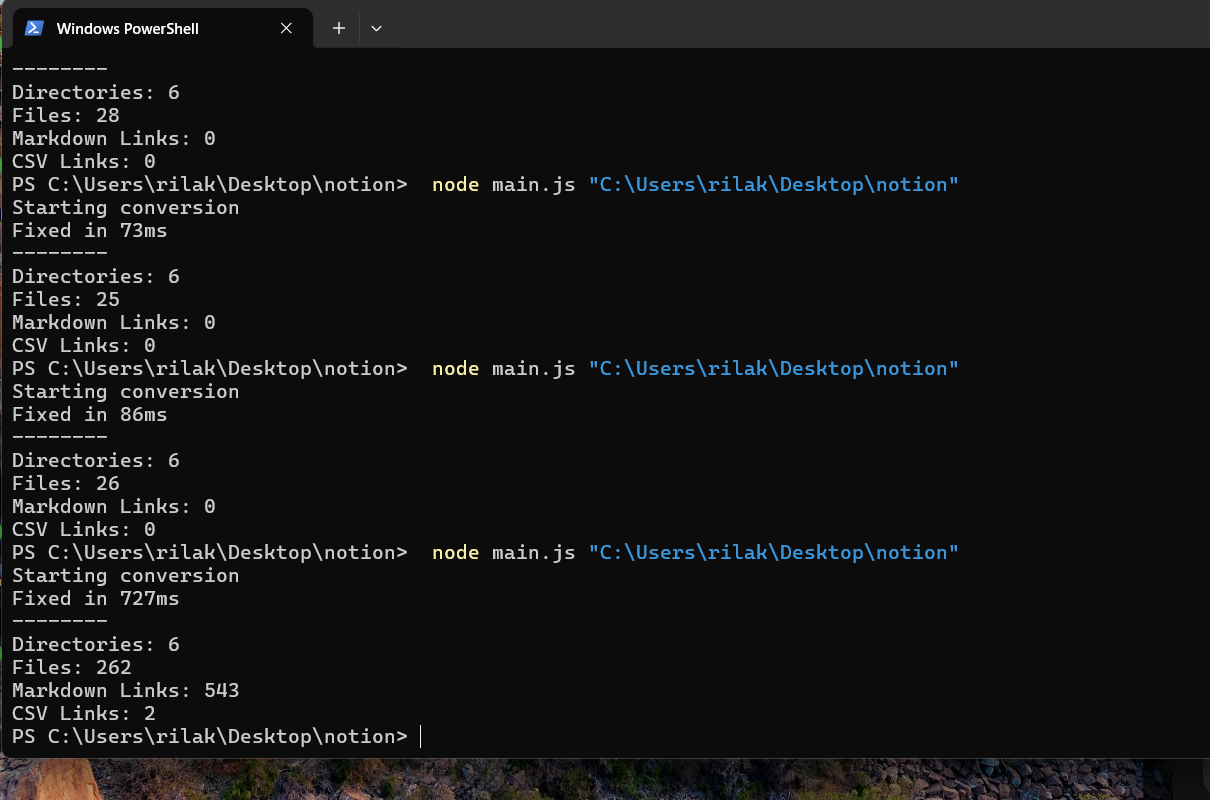 Windows PowerShell
--------
Directories: 6
Files: 28
Markdown Links: 0
CSV Links: 0
PS C:\Users\rilak\Desktop\notion>  node main.js "C:\Users\rilak\Desktop\notion"
Starting conversion
Fixed in 73ms
--------
Directories: 6
Files: 25
Markdown Links: 0
CSV Links: 0
PS C:\Users\rilak\Desktop\notion>  node main.js "C:\Users\rilak\Desktop\notion"
Starting conversion
Fixed in 86ms
--------
Directories: 6
Files: 26
Markdown Links: 0
CSV Links: 0
PS C:\Users\rilak\Desktop\notion>  node main.js "C:\Users\rilak\Desktop\notion"
Starting conversion
Fixed in 727ms
--------
Directories: 6
Files: 262
Markdown Links: 543
CSV Links: 2
PS C:\Users\rilak\Desktop\notion>